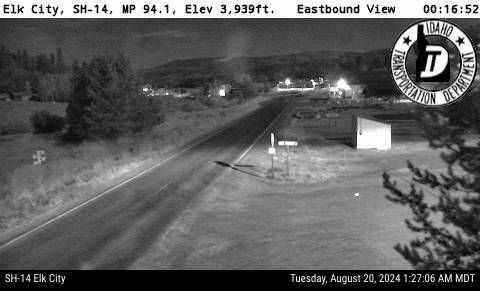 Elk City, SH-14, MP 94.1, Elev 3,939ft. Eastbound View 00:16:52
IDAHO
TRANSPORTATION DEPARTMENT
SH-14 Elk City Tuesday, August 20, 2024 1:27:06 AM MDT